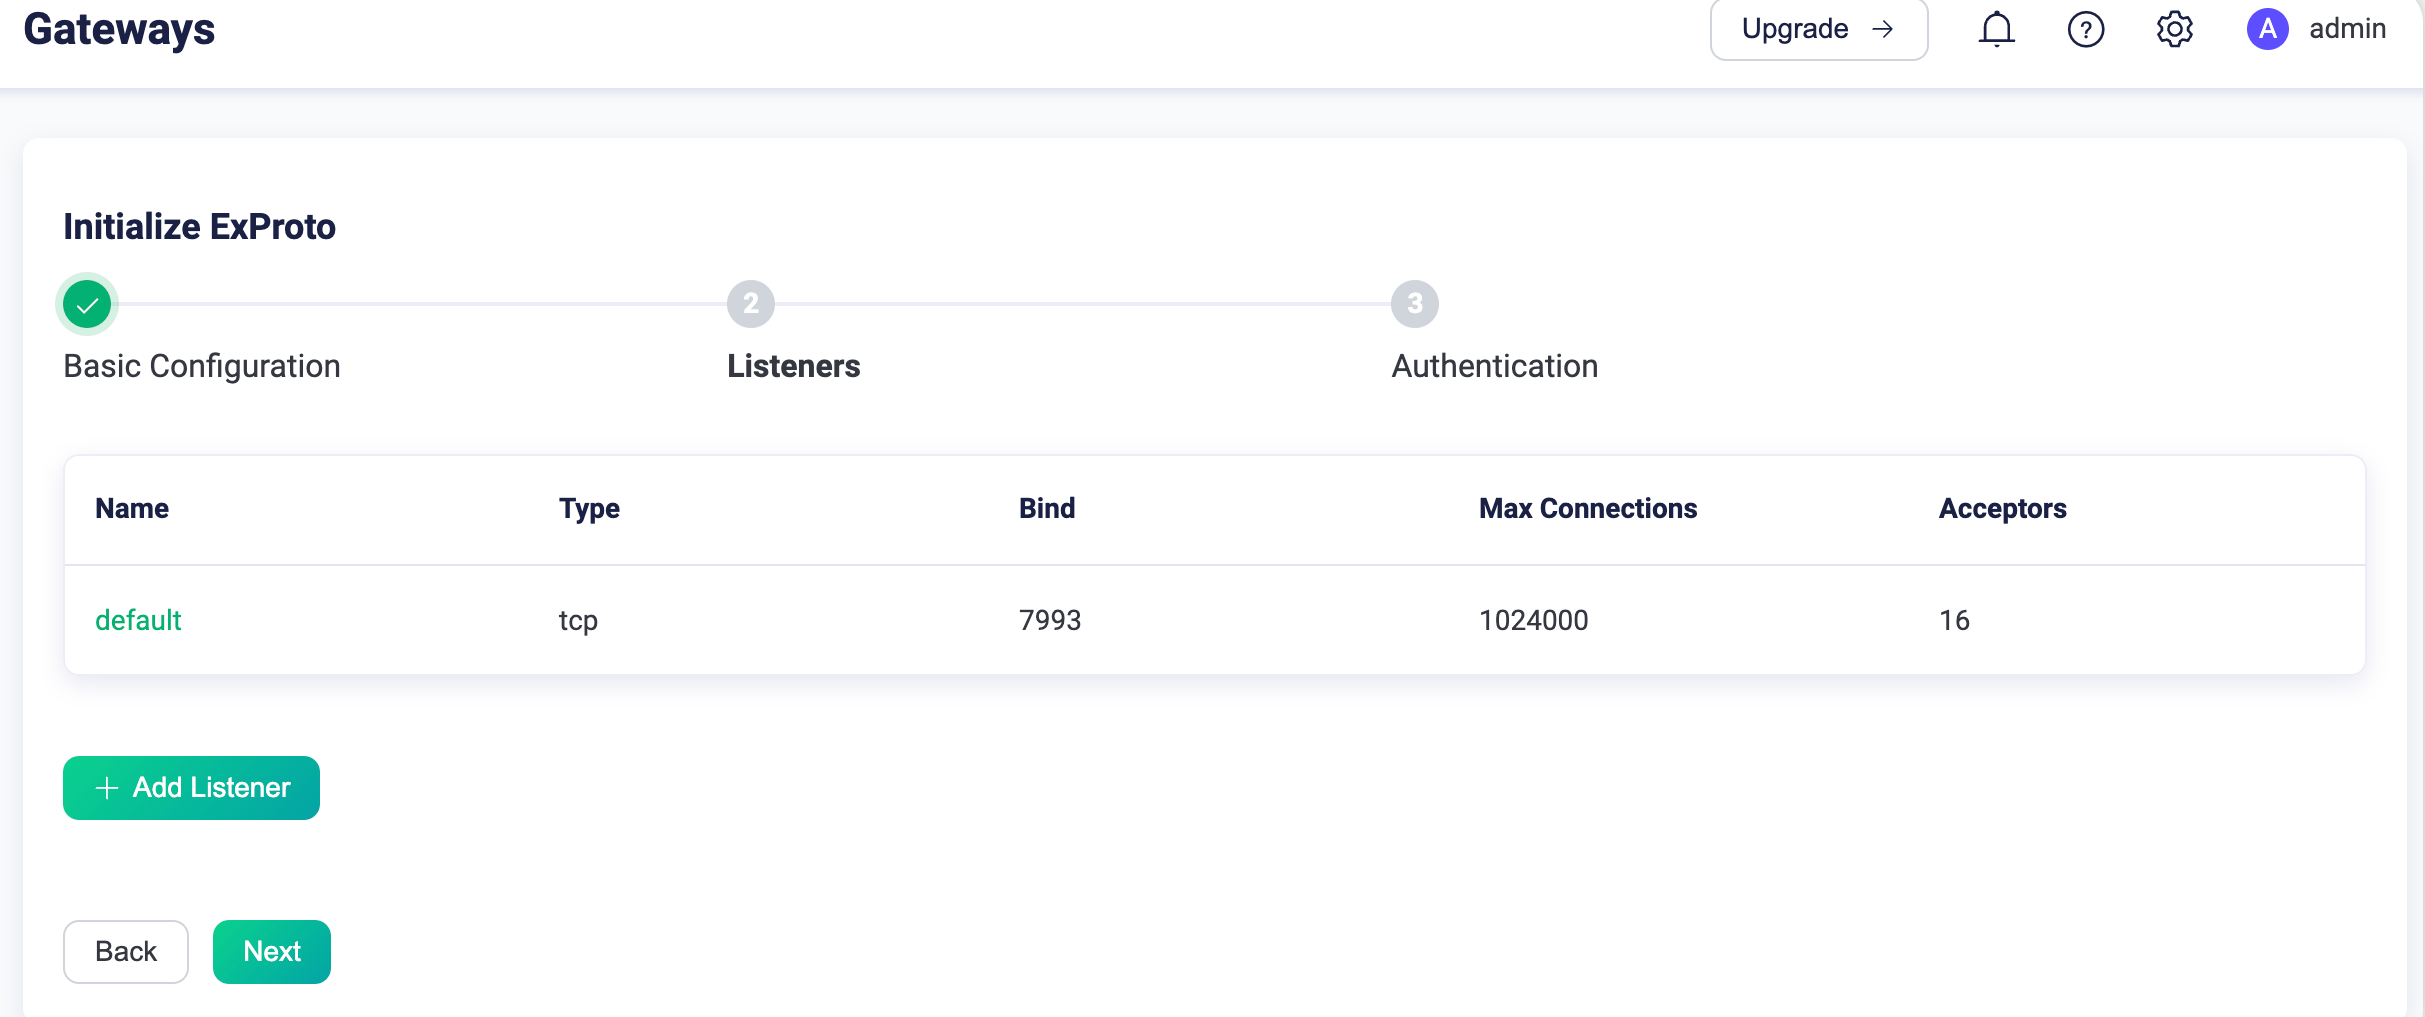 Gateways
Upgrade →
?
A admin
Initialize ExProto
2
3
Basic Configuration
Listeners
Authentication
Name Type Bind Max Connections Acceptors
default tcp 7993 1024000 16
+ Add Listener
Back Next